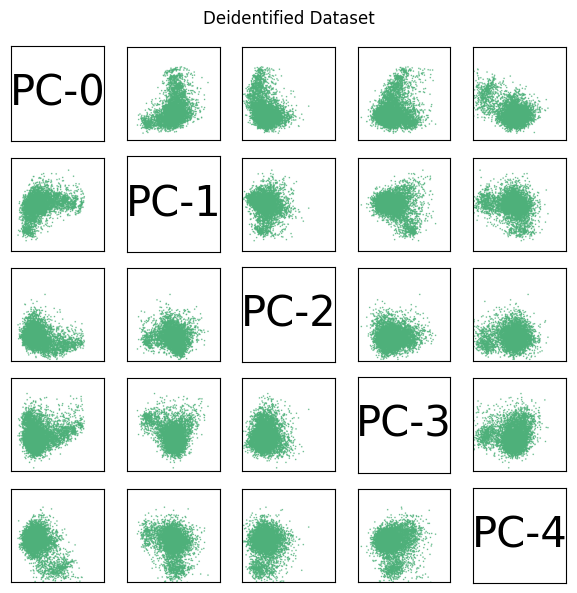 Deidentified Dataset
PC-0
PC-1
PC-2
PC-3
PC-4